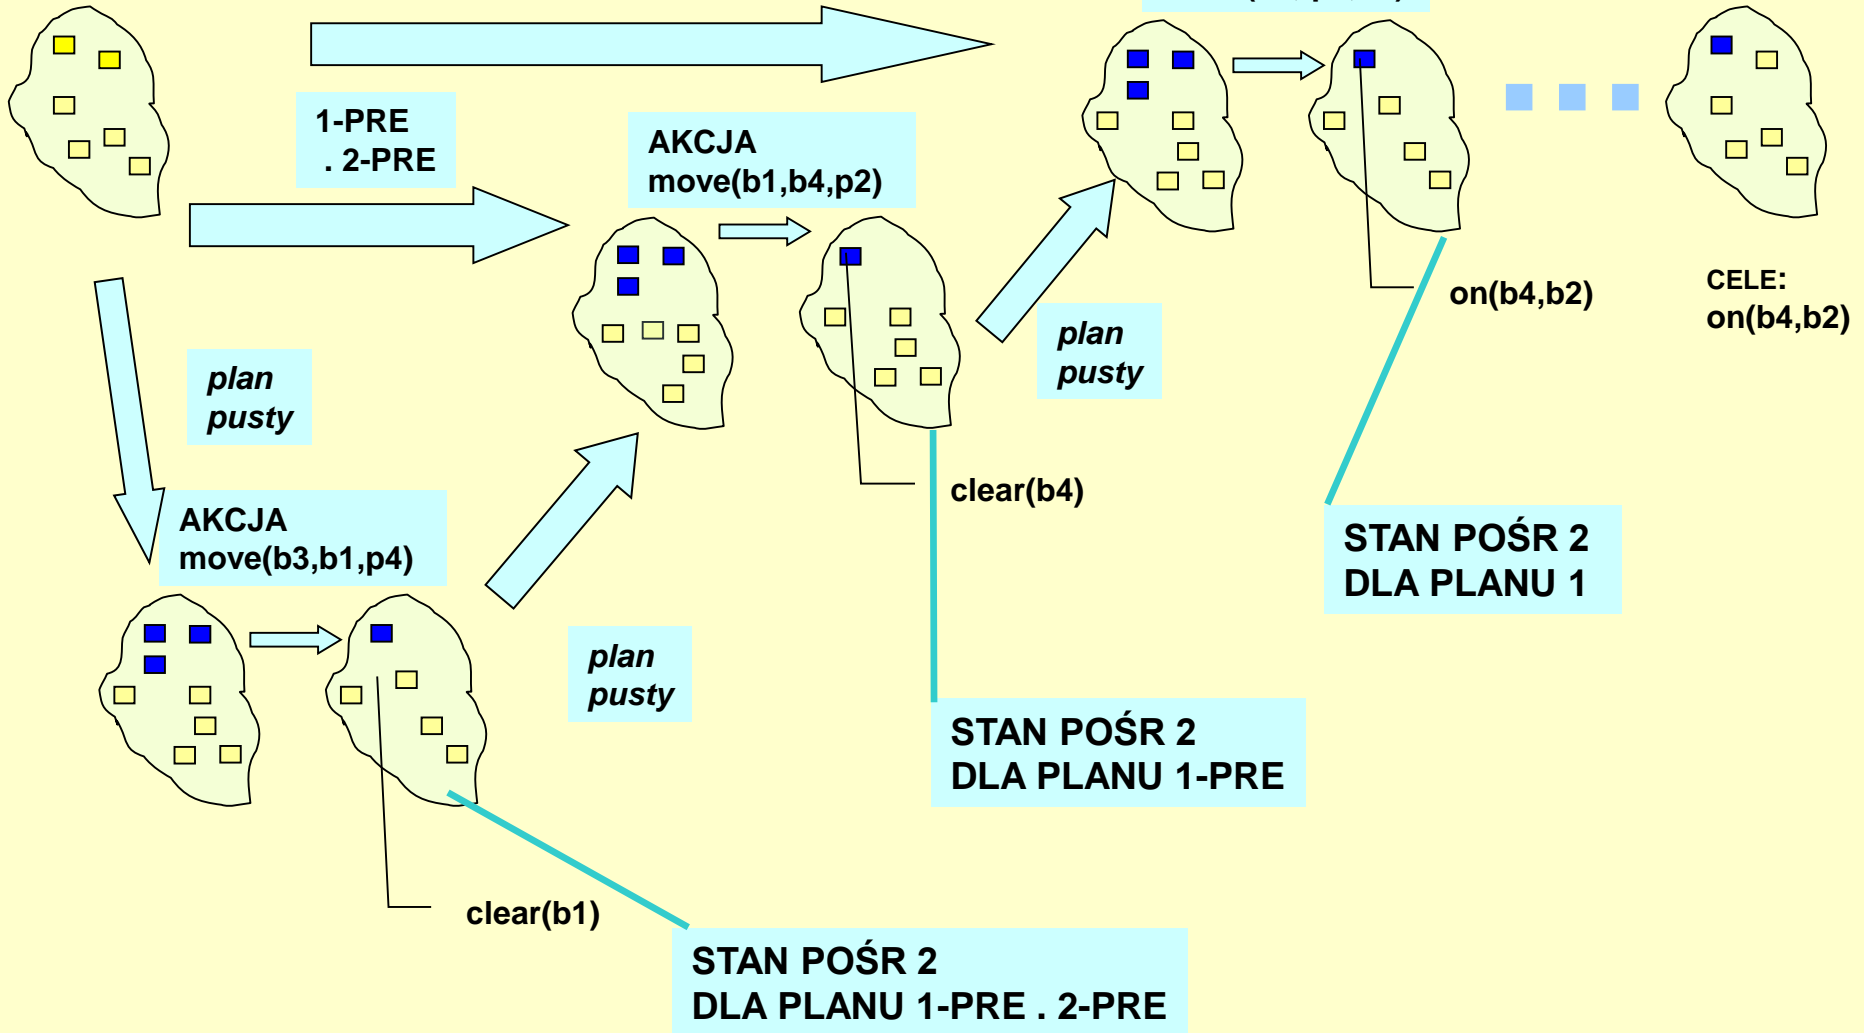 1-PRE
. 2-PRE
AKCJA
move(b1,b4,p2)
on(b4,b2)
CELE:
on(b4,b2)
plan
pusty
plan
pusty
clear(b4)
AKCJA
move(b3,b1,p4)
STAN POŚR 2
DLA PLANU 1
plan
pusty
STAN POŚR 2
DLA PLANU 1-PRE
clear(b1)
STAN POŚR 2
DLA PLANU 1-PRE . 2-PRE